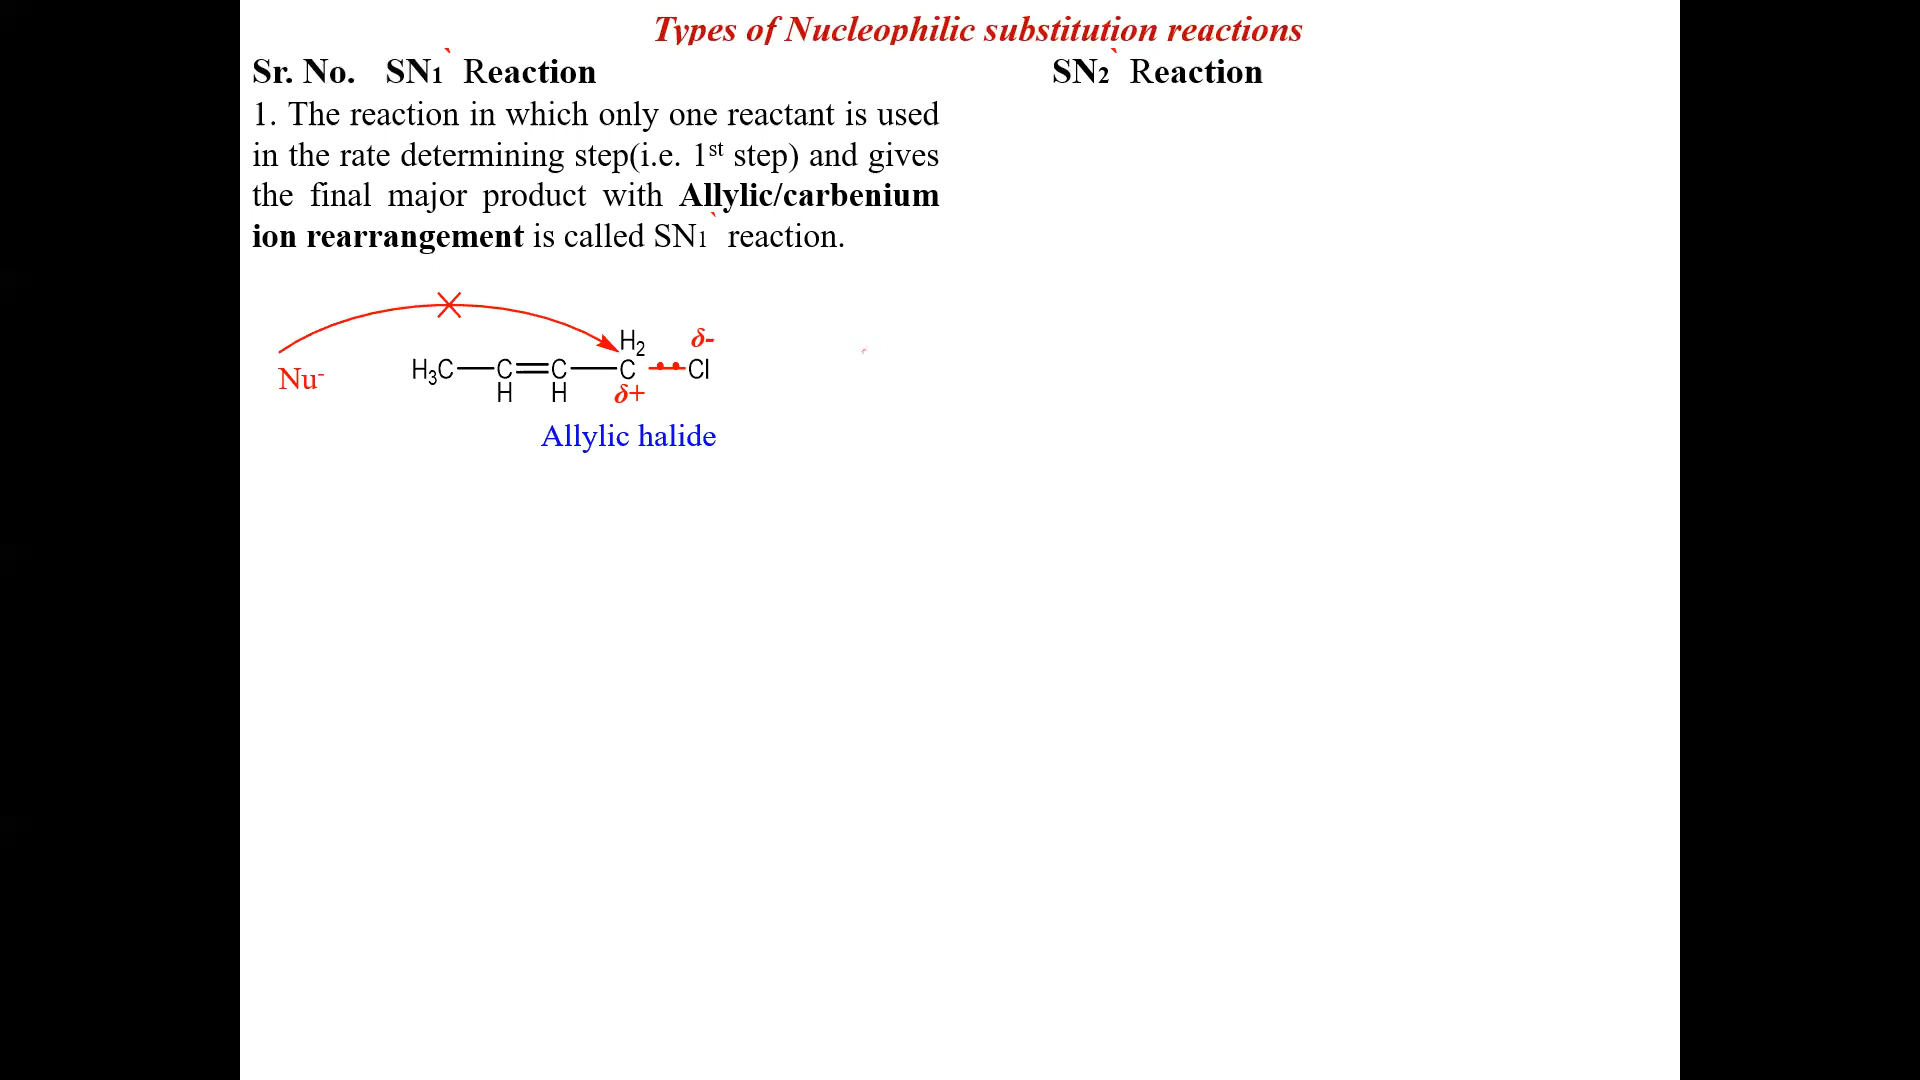 Types of Nucleophilic substitution reactions
Sr. No. SN1` Reaction SN2` Reaction
1. The reaction in which only one reactant is used
in the rate determining step(i.e. 1st step) and gives
the final major product with Allylic/carbenium
ion rearrangement is called SN1` reaction.
H2 δ-
Nu- H3C C C C Cl
H H δ+
Allylic halide